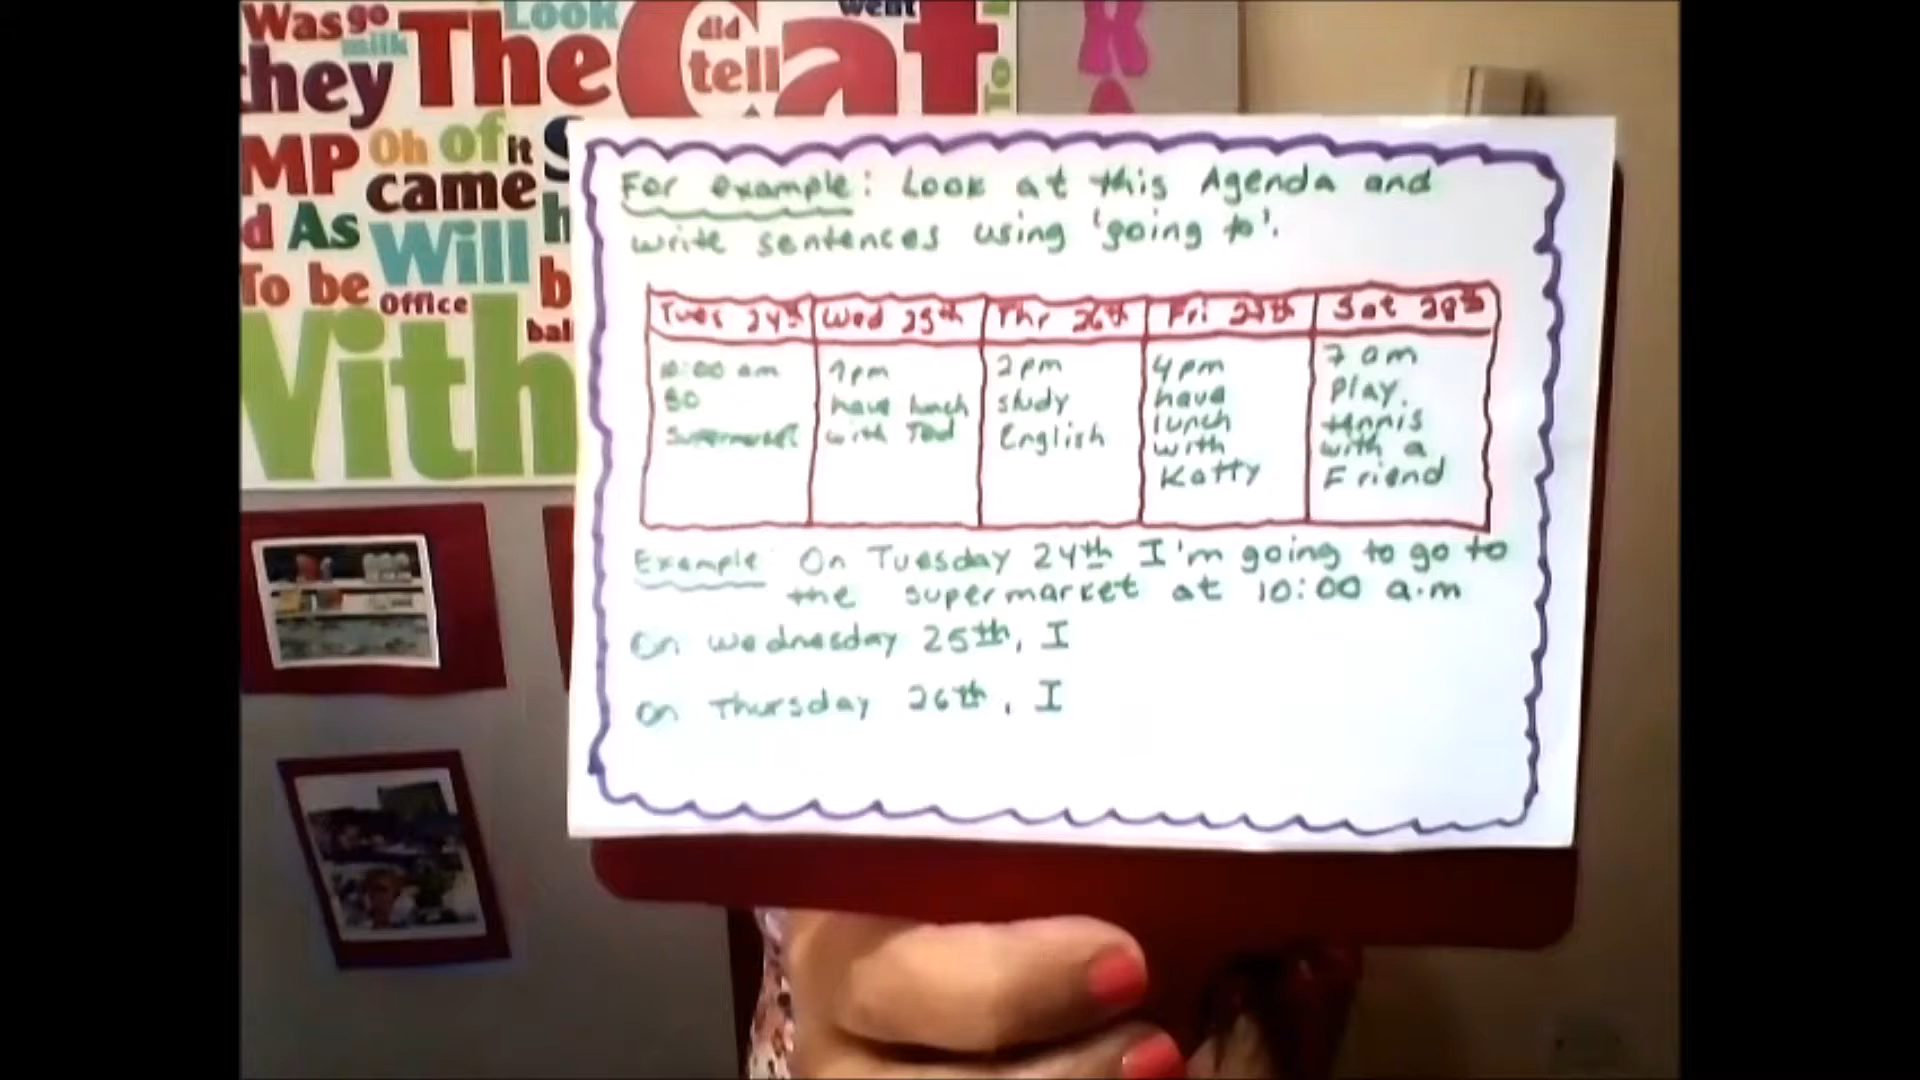 Was go Look did went
milk
they The Cat tell To
MP Oh of it
came
d As Will h
To be office b
With bal
K
For example: Look at this Agenda and
write sentences using 'going to'.
Tues 24th Wed 25th Thr 26th Fri 27th Sat 28th
10:00 am
GO
Supermarket
1pm
have lunch
with Ted
2pm
study
English
4pm
have
lunch
with
Katty
7 am
Play.
tennis
with a
Friend
Example: On Tuesday 24th I'm going to go to
the supermarket at 10:00 a.m
On Wednesday 25th, I
On Thursday 26th, I